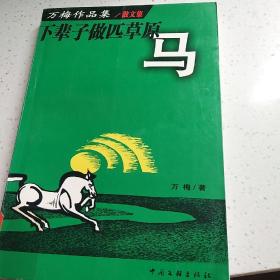 万梅作品集/散文集
下辈子做匹草原
马
万梅/著
中国文联出版社